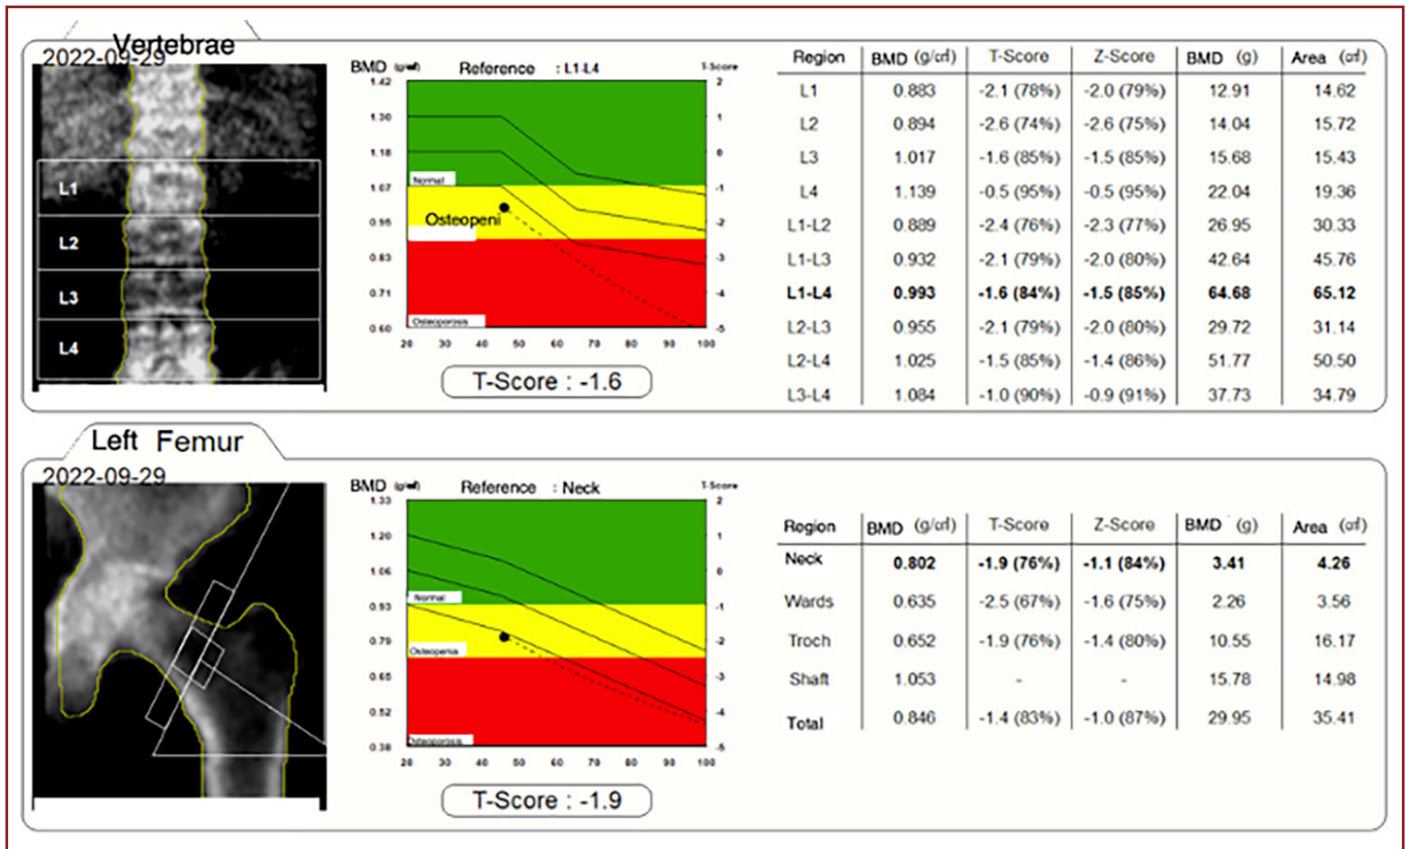 Vertebrae
2022-09-29
L1
L2
L3
L4
BMD Reference : L1-L4 T-Score
1.42 2
1.30 1
1.18 0
Normal
1.07 -1
0.95 Osteopeni -2
0.83 -3
0.71 -4
Osteoporosis
0.60 -5
20 30 40 50 60 70 80 90 100
T-Score : -1.6
Region BMD (g/㎠) T-Score Z-Score BMD (g) Area (㎠)
L1 0.883 -2.1 (78%) -2.0 (79%) 12.91 14.62
L2 0.894 -2.6 (74%) -2.6 (75%) 14.04 15.72
L3 1.017 -1.6 (85%) -1.5 (85%) 15.68 15.43
L4 1.139 -0.5 (95%) -0.5 (95%) 22.04 19.36
L1-L2 0.889 -2.4 (76%) -2.3 (77%) 26.95 30.33
L1-L3 0.932 -2.1 (79%) -2.0 (80%) 42.64 45.76
L1-L4 0.993 -1.6 (84%) -1.5 (85%) 64.68 65.12
L2-L3 0.955 -2.1 (79%) -2.0 (80%) 29.72 31.14
L2-L4 1.025 -1.5 (85%) -1.4 (86%) 51.77 50.50
L3-L4 1.084 -1.0 (90%) -0.9 (91%) 37.73 34.79
Left Femur
2022-09-29
BMD Reference : Neck T-Score
1.33 2
1.20 1
1.06 0
Normal
0.93 -1
0.79 -2
Osteopenia
0.65 -3
0.52 -4
Osteoporosis
0.38 -5
20 30 40 50 60 70 80 90 100
T-Score : -1.9
Region BMD (g/㎠) T-Score Z-Score BMD (g) Area (㎠)
Neck 0.802 -1.9 (76%) -1.1 (84%) 3.41 4.26
Wards 0.635 -2.5 (67%) -1.6 (75%) 2.26 3.56
Troch 0.652 -1.9 (76%) -1.4 (80%) 10.55 16.17
Shaft 1.053 - - 15.78 14.98
Total 0.846 -1.4 (83%) -1.0 (87%) 29.95 35.41